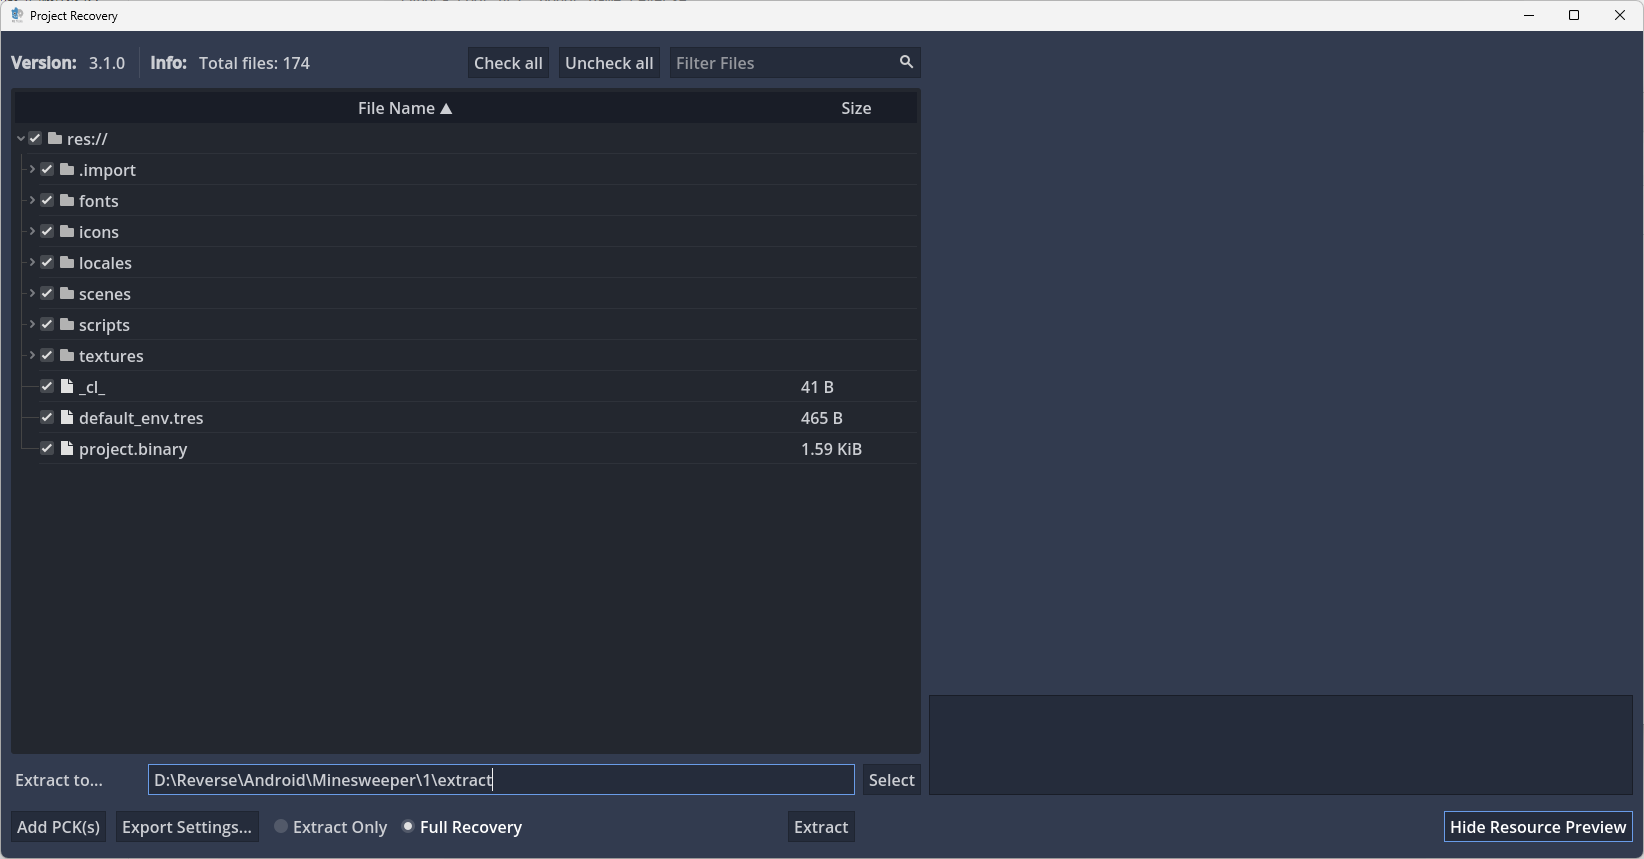 Project Recovery
Version: 3.1.0 Info: Total files: 174 Check all Uncheck all Filter Files
File Name Size
res://
.import
fonts
icons
locales
scenes
scripts
textures
_cl_ 41 B
default_env.tres 465 B
project.binary 1.59 KiB
Extract to... D:\Reverse\Android\Minesweeper\1\extract Select
Add PCK(s) Export Settings... Extract Only Full Recovery Extract Hide Resource Preview